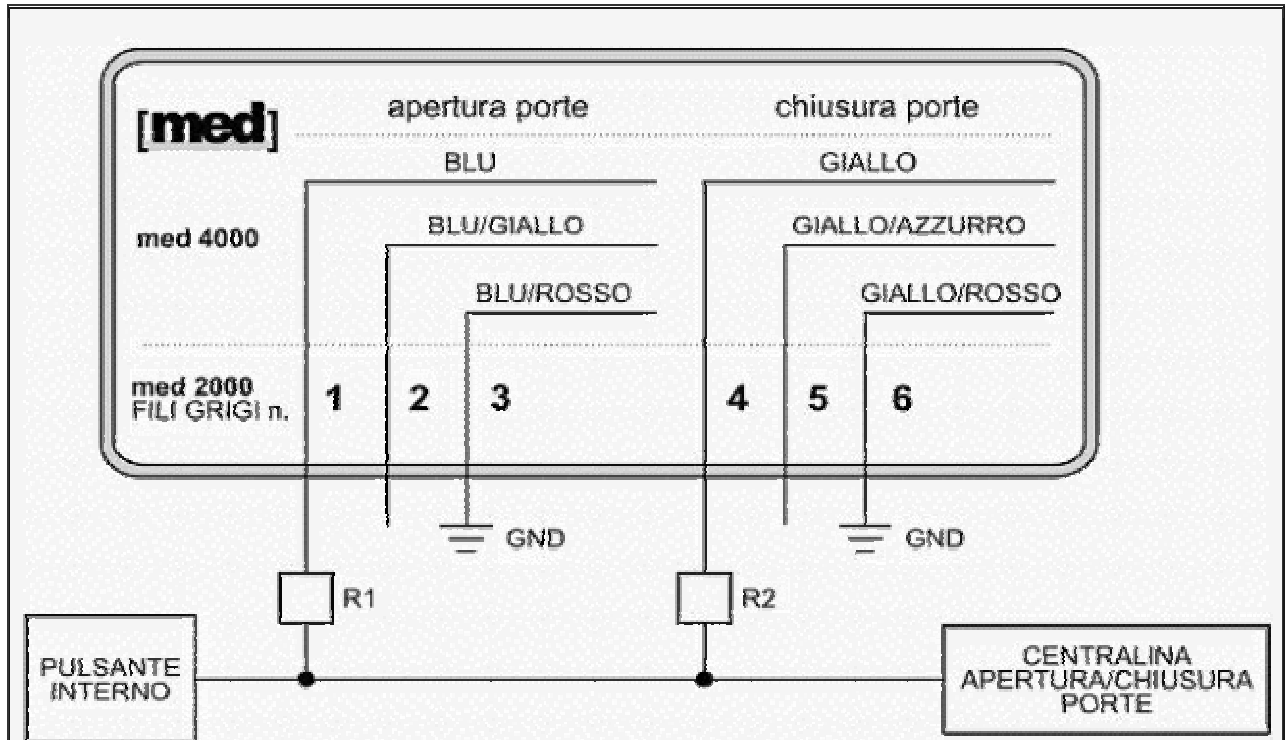 [med]
apertura porte
chiusura porte
BLU
GIALLO
med 4000
BLU/GIALLO
GIALLO/AZZURRO
BLU/ROSSO
GIALLO/ROSSO
med 2000
FILI GRIGI n.
1
2
3
4
5
6
GND
GND
R1
R2
PULSANTE
INTERNO
CENTRALINA
APERTURA/CHIUSURA
PORTE